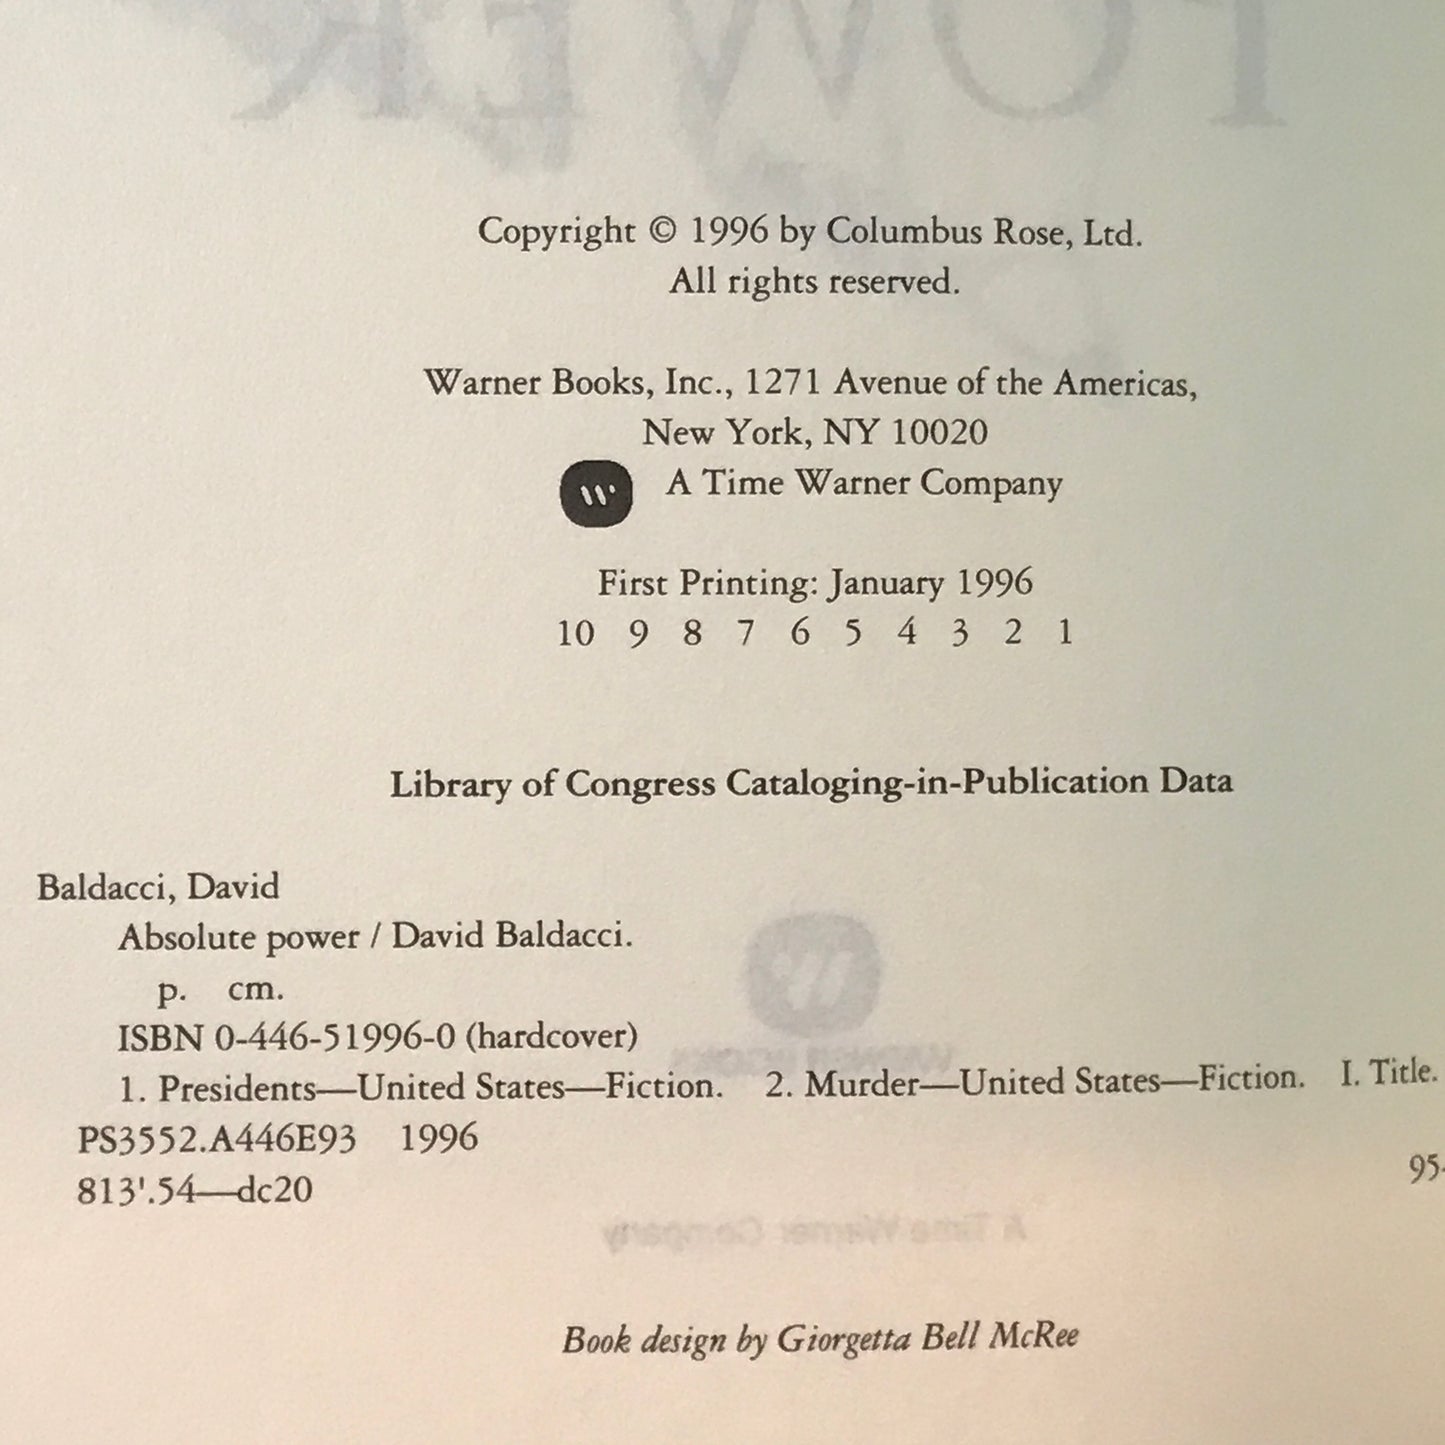 Copyright © 1996 by Columbus Rose, Ltd.
All rights reserved.
Warner Books, Inc., 1271 Avenue of the Americas,
New York, NY 10020
W A Time Warner Company
First Printing: January 1996
10 9 8 7 6 5 4 3 2 1
Library of Congress Cataloging-in-Publication Data
Baldacci, David
Absolute power / David Baldacci.
p. cm.
ISBN 0-446-51996-0 (hardcover)
1. Presidents—United States—Fiction. 2. Murder—United States—Fiction. I. Title.
PS3552.A446E93 1996
813'.54—dc20 95-
Book design by Giorgetta Bell McRee